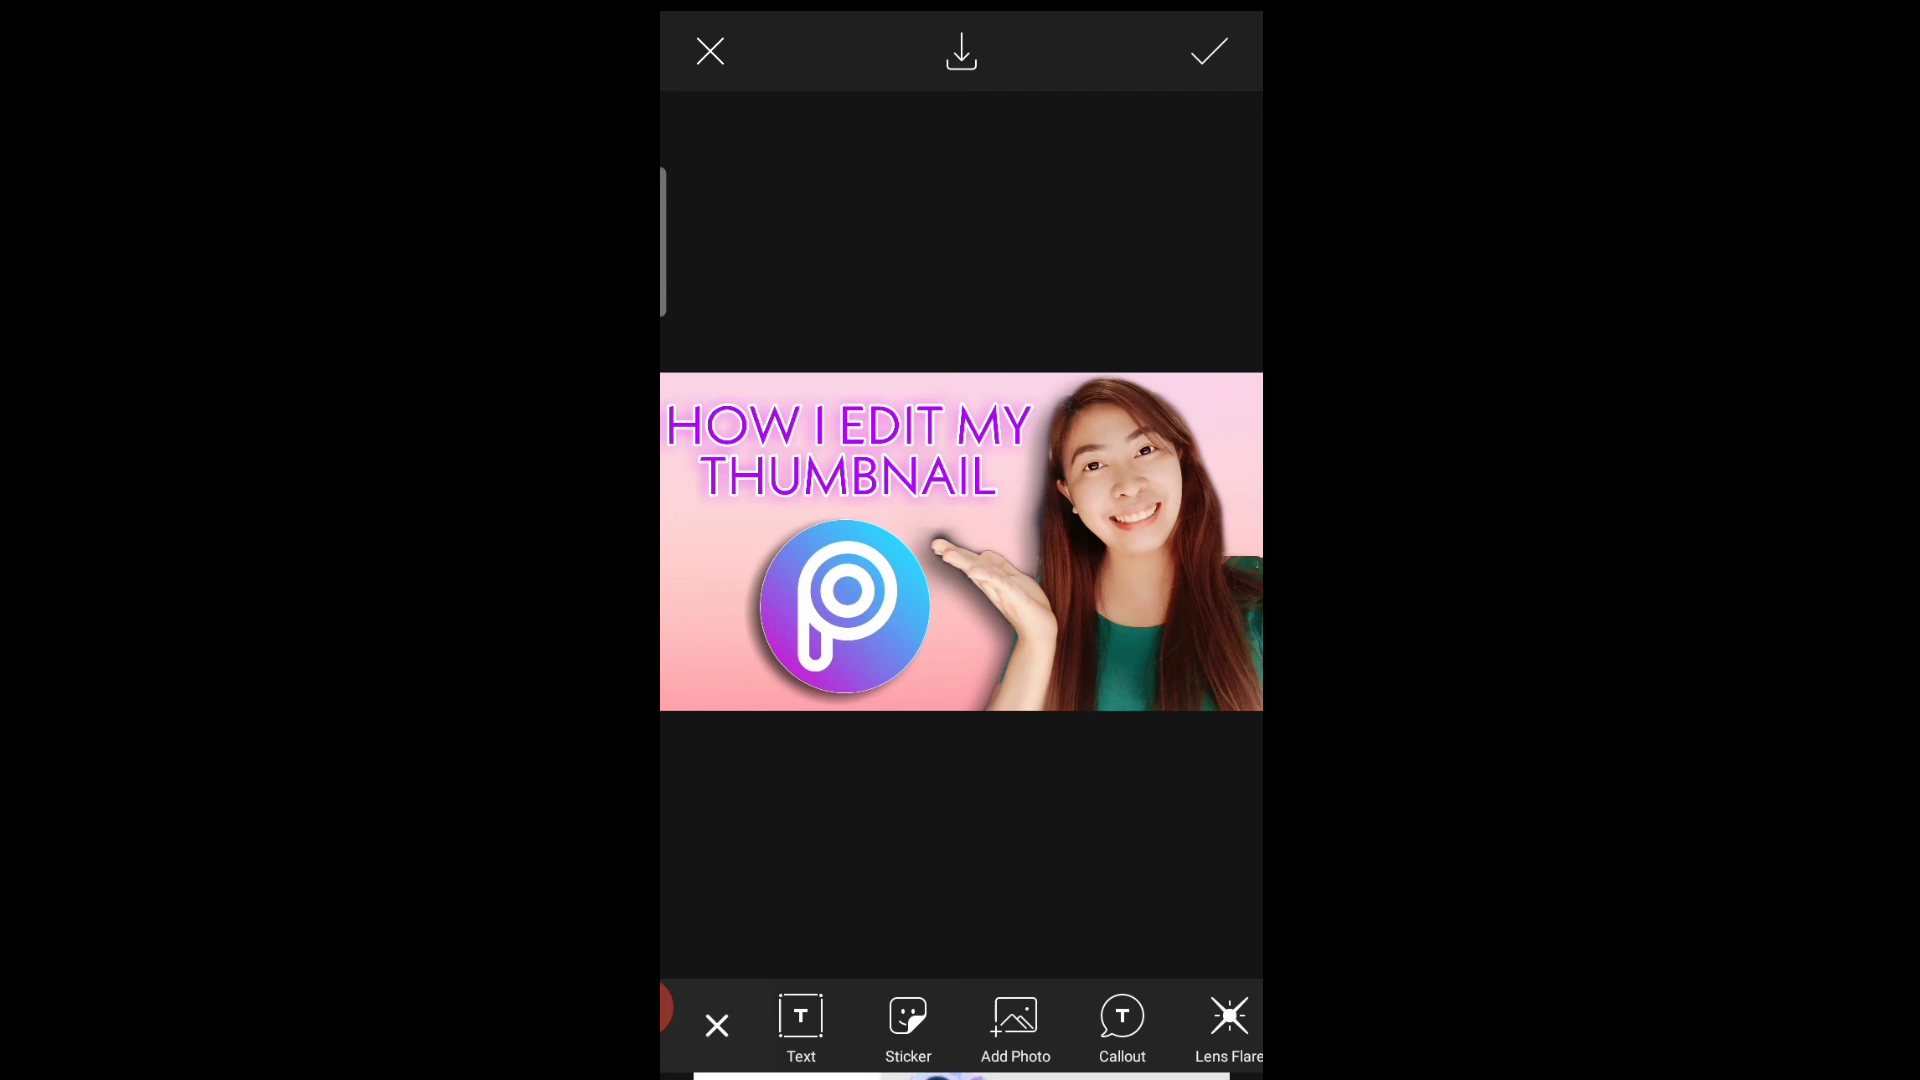 HOW I EDIT MY
THUMBNAIL
Text
Sticker
Add Photo
Callout
Lens Flare